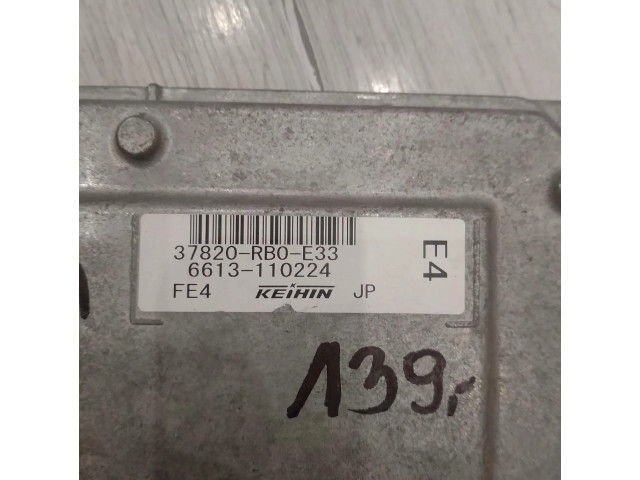 37820-RB0-E33
6613-110224
FE4 KEIHIN JP
E4
139,-